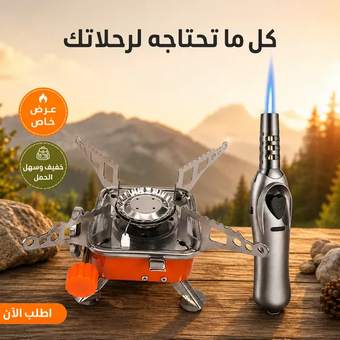 كل ما تحتاجه لرحلاتك
عرض
خاص
خفيف وسهل
الحمل
اطلب الآن